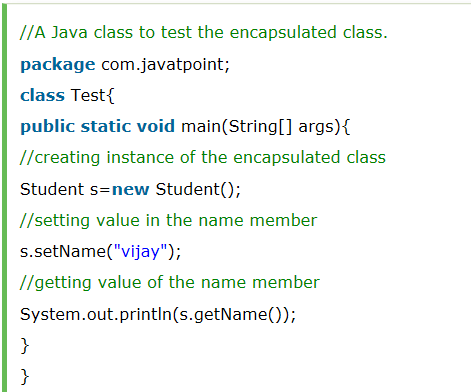 //A Java class to test the encapsulated class.
package com.javatpoint;
class Test{
public static void main(String[] args){
//creating instance of the encapsulated class
Student s=new Student();
//setting value in the name member
s.setName("vijay");
//getting value of the name member
System.out.println(s.getName());
}
}